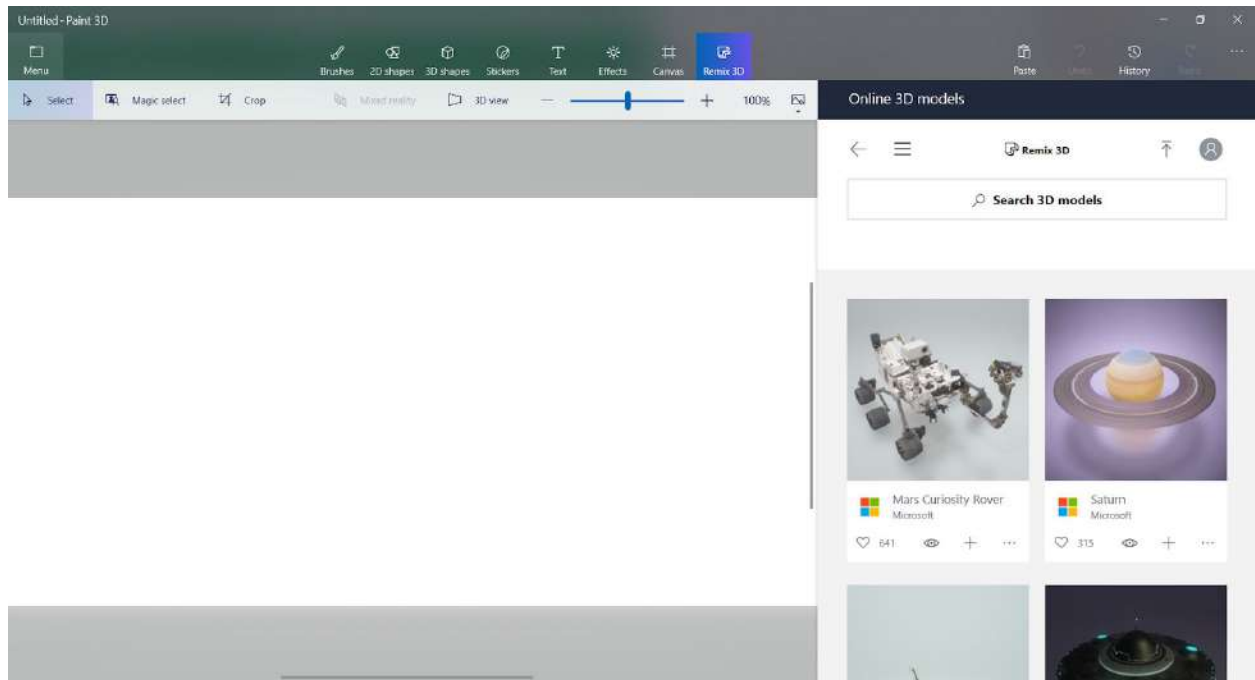 Untitled - Paint 3D
Menu
Brushes
2D shapes
3D shapes
Stickers
Text
Effects
Canvas
Remix 3D
Paste
Undo
History
Redo
Select
Magic select
Crop
Mixed reality
3D view
100%
Online 3D models
Remix 3D
Search 3D models
Mars Curiosity Rover
Microsoft
641
Saturn
Microsoft
315